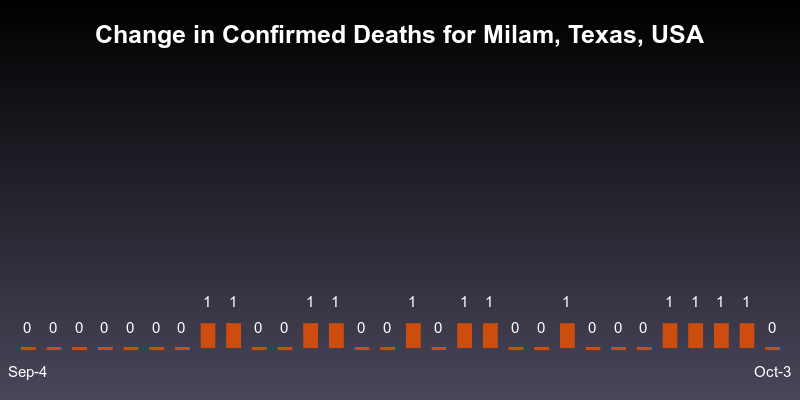 Change in Confirmed Deaths for Milam, Texas, USA
0 0 0 0 0 0 0 1 1 0 0 1 1 0 0 1 0 1 1 0 0 1 0 0 0 1 1 1 1 0
Sep-4 Oct-3